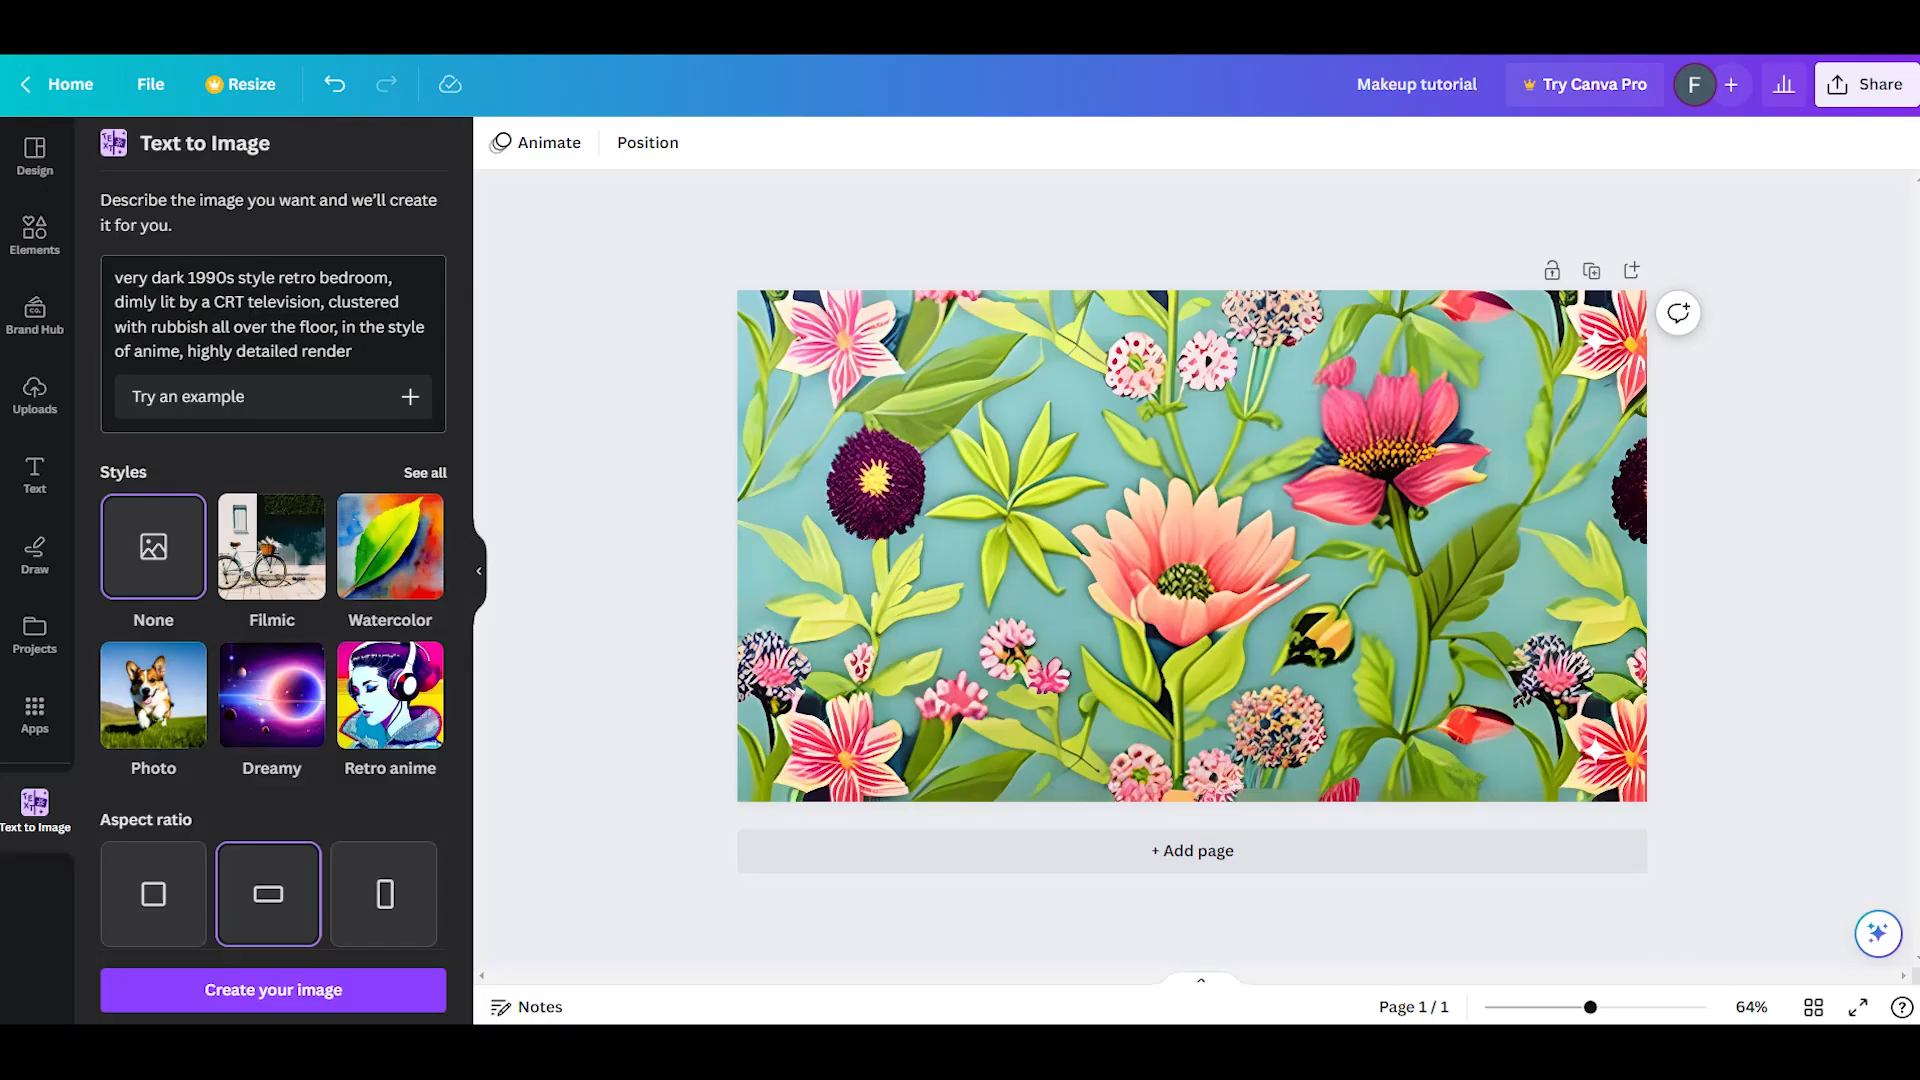 Home
File
Resize
Makeup tutorial
Try Canva Pro
F
Share
Design
Elements
Brand Hub
Uploads
Text
Draw
Projects
Apps
Text to Image
Text to Image
Describe the image you want and we'll create
it for you.
very dark 1990s style retro bedroom,
dimly lit by a CRT television, clustered
with rubbish all over the floor, in the style
of anime, highly detailed render
Try an example
Styles
See all
None
Filmic
Watercolor
Photo
Dreamy
Retro anime
Aspect ratio
Create your image
Animate
Position
+ Add page
Notes
Page 1 / 1
64%